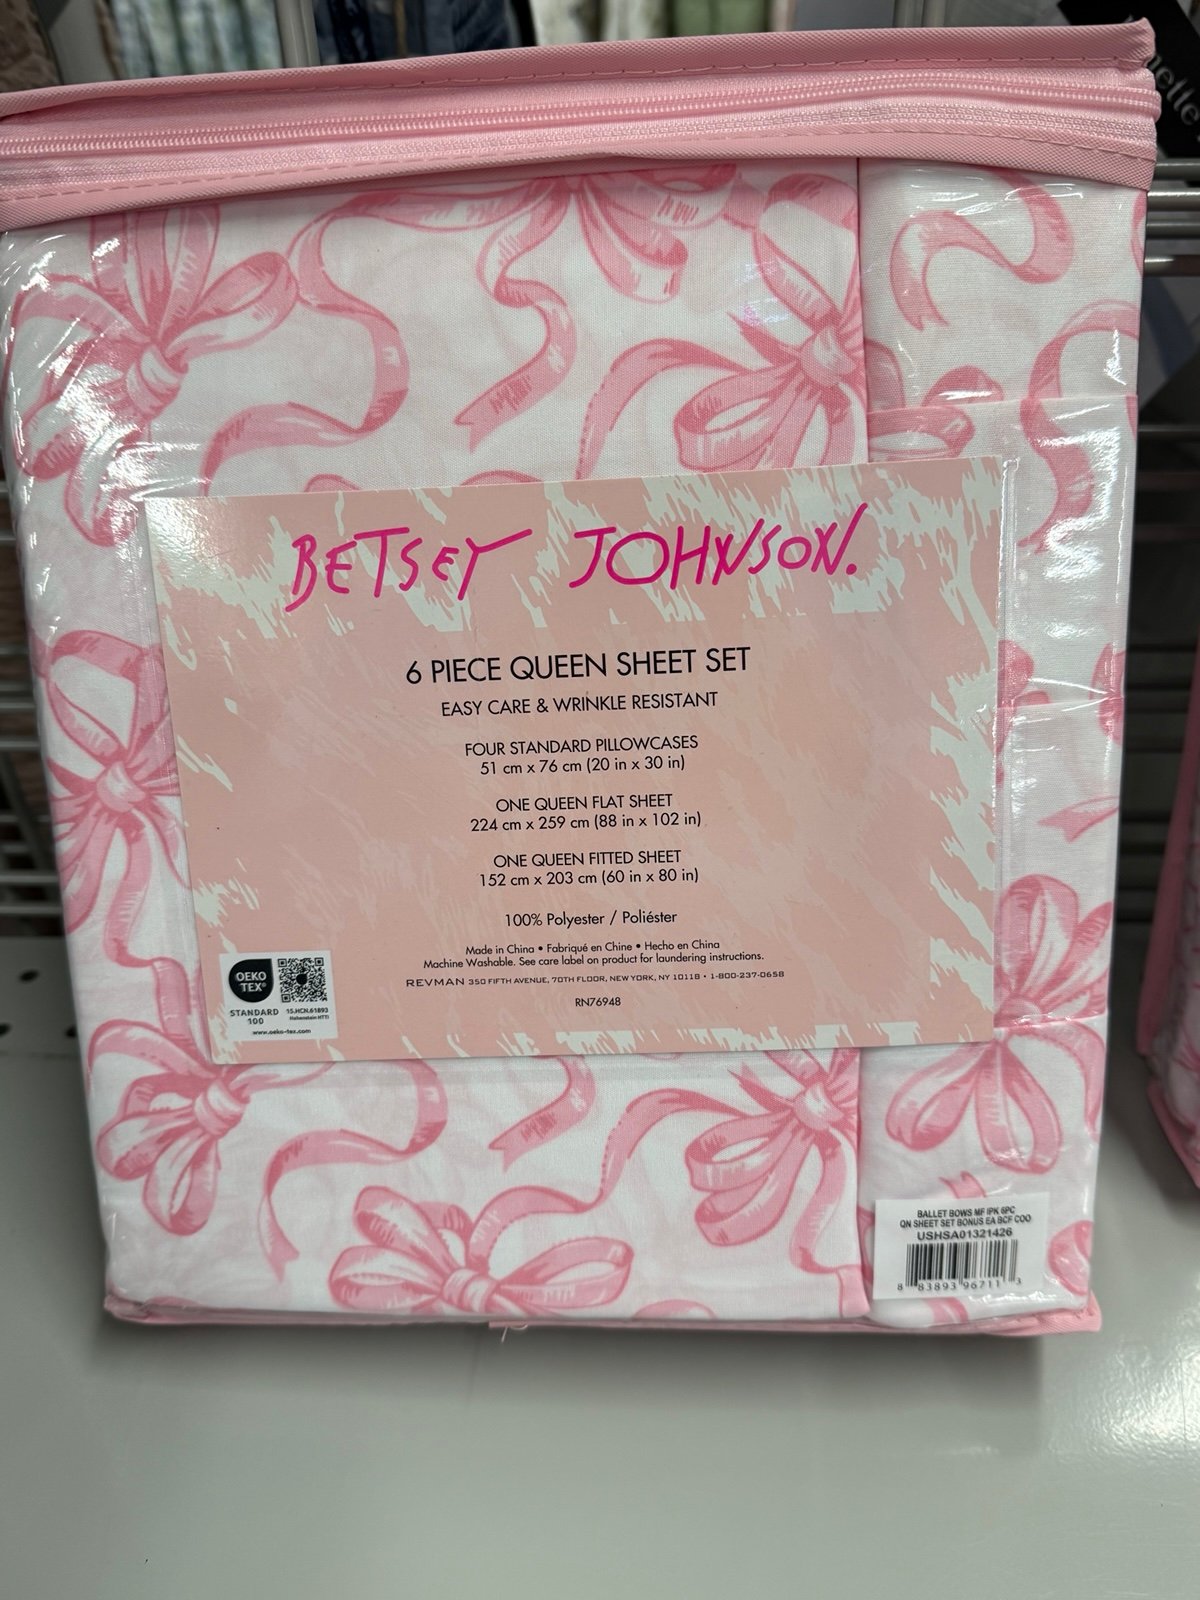 BETSEY JOHNSON.
6 PIECE QUEEN SHEET SET
EASY CARE & WRINKLE RESISTANT
FOUR STANDARD PILLOWCASES
51 cm x 76 cm (20 in x 30 in)
ONE QUEEN FLAT SHEET
224 cm x 259 cm (88 in x 102 in)
ONE QUEEN FITTED SHEET
152 cm x 203 cm (60 in x 80 in)
100% Polyester / Poliéster
Made in China • Fabriqué en Chine • Hecho en China
Machine Washable. See care label on product for laundering instructions.
REVMAN 350 FIFTH AVENUE, 70TH FLOOR, NEW YORK, NY 10118 • 1-800-237-0658
RN76948
OEKO
TEX®
STANDARD
100
15.HCN.61893
Hohenstein HTTI
www.oeko-tex.com
BALLET BOWS MF IPK 6PC
QN SHEET SET BONUS EA BCF COO
USHSA01321426
8 83893 96711 3